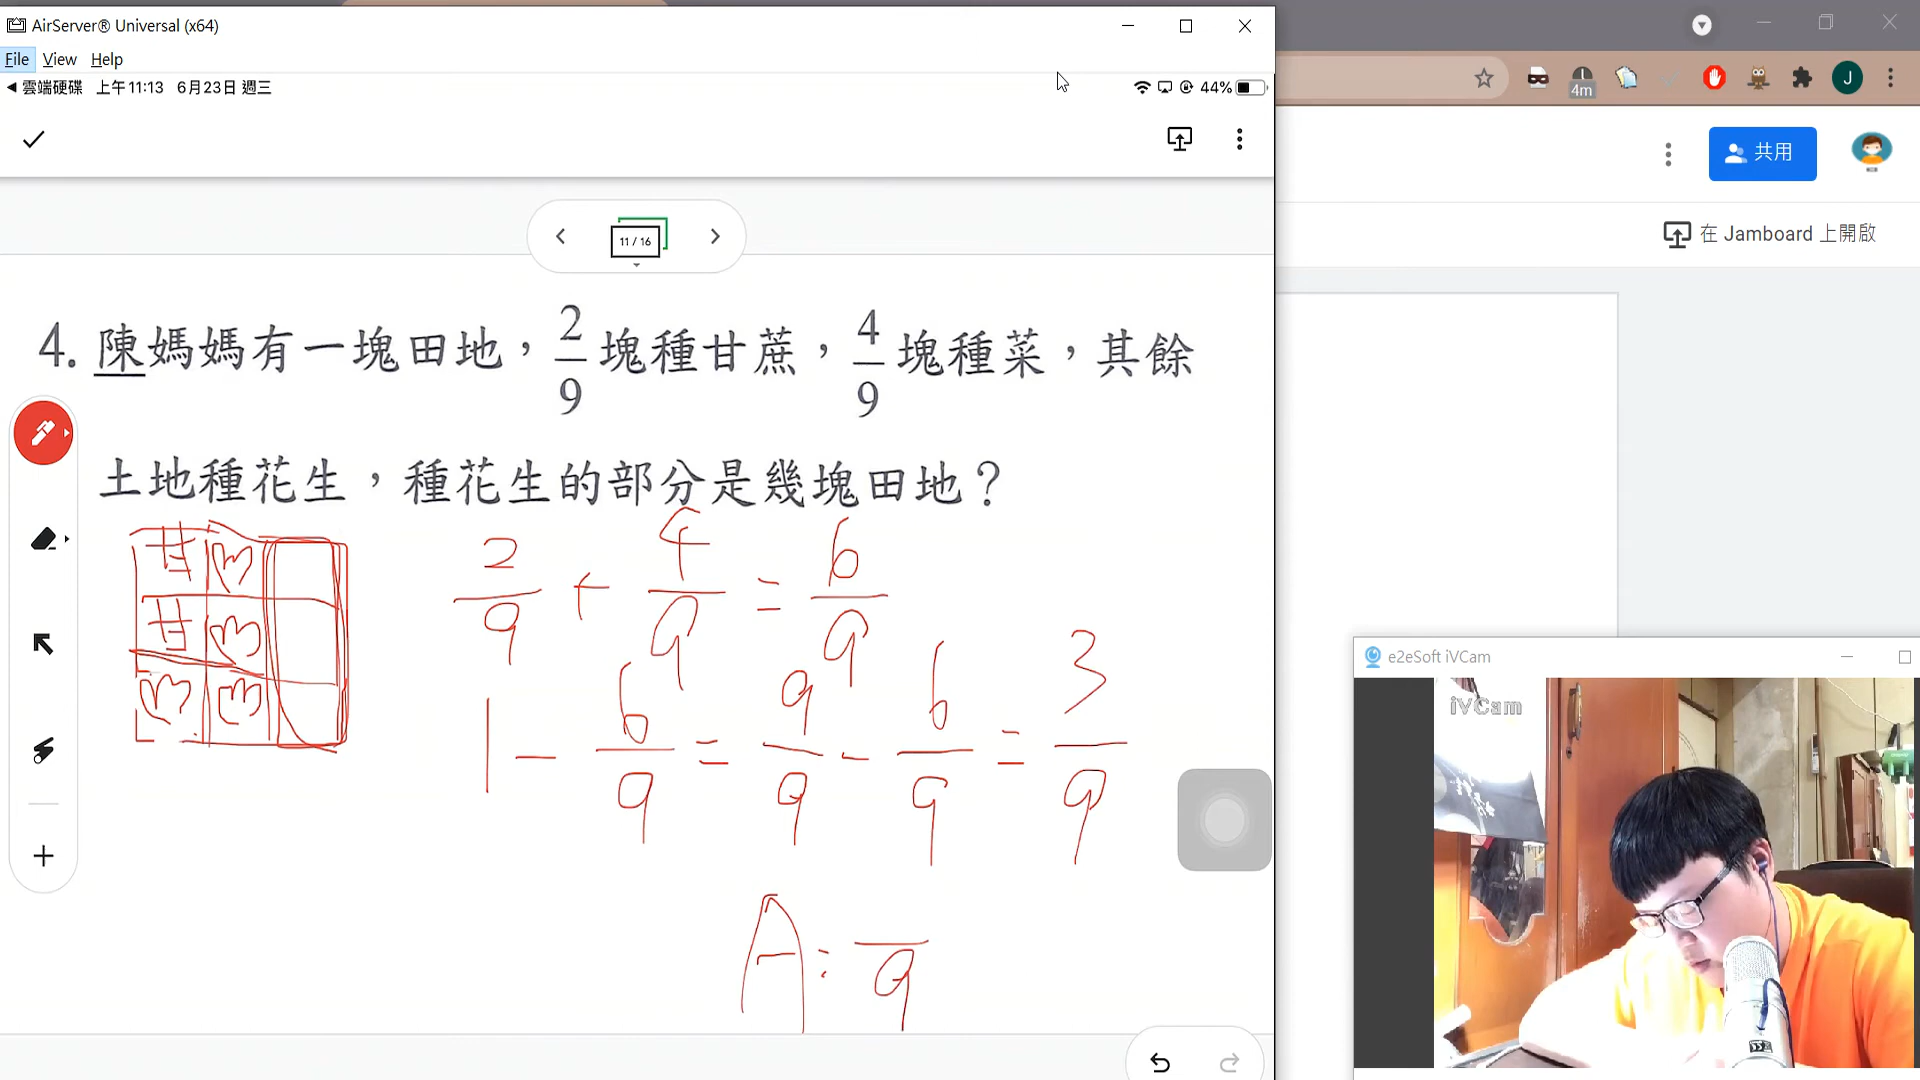 AirServer® Universal (x64)
File View Help
雲端硬碟 上午11:13 6月23日 週三
44%
4m
J
共用
11 / 16
在 Jamboard 上開啟
4. 陳媽媽有一塊田地，2/9塊種甘蔗，4/9塊種菜，其餘
土地種花生，種花生的部分是幾塊田地？
甘
甘
2/9 + 4/9 = 6/9
1 - 6/9 = 9/9 - 6/9 = 3/9
A: /9
e2eSoft iVCam
iVCam